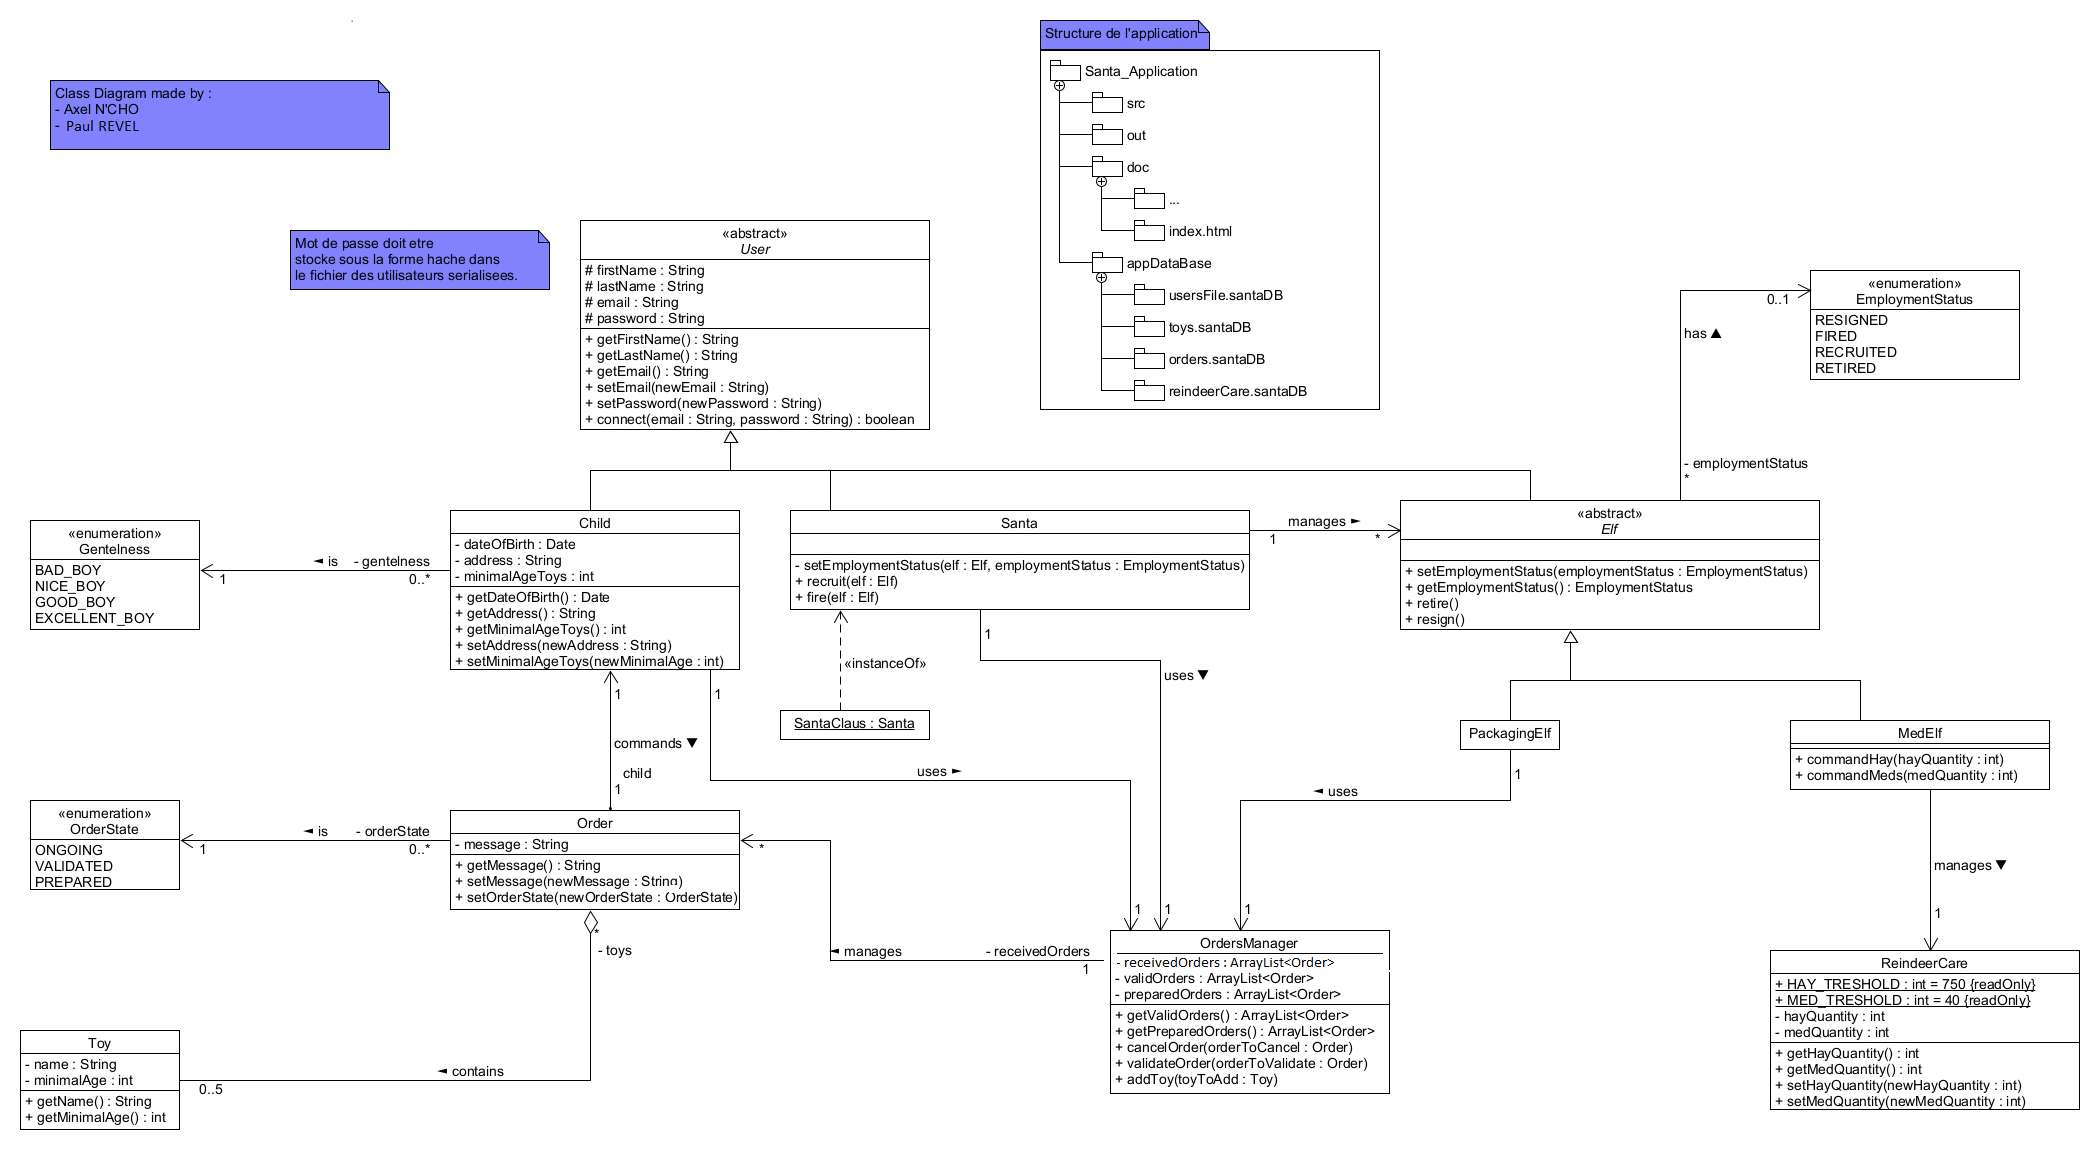 Structure de l'application
Santa_Application
src
out
doc
...
index.html
appDataBase
usersFile.santaDB
toys.santaDB
orders.santaDB
reindeerCare.santaDB
Class Diagram made by :
- Axel N'CHO
- Paul REVEL
Mot de passe doit etre
stocke sous la forme hache dans
le fichier des utilisateurs serialisees.
«abstract»
User
# firstName : String
# lastName : String
# email : String
# password : String
+ getFirstName() : String
+ getLastName() : String
+ getEmail() : String
+ setEmail(newEmail : String)
+ setPassword(newPassword : String)
+ connect(email : String, password : String) : boolean
«enumeration»
EmploymentStatus
RESIGNED
FIRED
RECRUITED
RETIRED
0..1
has ▲
- employmentStatus
*
«enumeration»
Gentelness
BAD_BOY
NICE_BOY
GOOD_BOY
EXCELLENT_BOY
◄ is - gentelness
1 0..*
Child
- dateOfBirth : Date
- address : String
- minimalAgeToys : int
+ getDateOfBirth() : Date
+ getAddress() : String
+ getMinimalAgeToys() : int
+ setAddress(newAddress : String)
+ setMinimalAgeToys(newMinimalAge : int)
Santa
- setEmploymentStatus(elf : Elf, employmentStatus : EmploymentStatus)
+ recruit(elf : Elf)
+ fire(elf : Elf)
manages ►
1 *
«abstract»
Elf
+ setEmploymentStatus(employmentStatus : EmploymentStatus)
+ getEmploymentStatus() : EmploymentStatus
+ retire()
+ resign()
«instanceOf»
SantaClaus : Santa
1
uses ▼
1
1
1
commands ▼
child
1
uses ►
1
PackagingElf
1
◄ uses
1
MedElf
+ commandHay(hayQuantity : int)
+ commandMeds(medQuantity : int)
manages ▼
1
«enumeration»
OrderState
ONGOING
VALIDATED
PREPARED
◄ is - orderState
1 0..*
Order
- message : String
+ getMessage() : String
+ setMessage(newMessage : String)
+ setOrderState(newOrderState : OrderState)
*
◄ manages - receivedOrders
1
*
- toys
◄ contains
0..5
Toy
- name : String
- minimalAge : int
+ getName() : String
+ getMinimalAge() : int
OrdersManager
- receivedOrders : ArrayList<Order>
- validOrders : ArrayList<Order>
- preparedOrders : ArrayList<Order>
+ getValidOrders() : ArrayList<Order>
+ getPreparedOrders() : ArrayList<Order>
+ cancelOrder(orderToCancel : Order)
+ validateOrder(orderToValidate : Order)
+ addToy(toyToAdd : Toy)
ReindeerCare
+ HAY_TRESHOLD : int = 750 {readOnly}
+ MED_TRESHOLD : int = 40 {readOnly}
- hayQuantity : int
- medQuantity : int
+ getHayQuantity() : int
+ getMedQuantity() : int
+ setHayQuantity(newHayQuantity : int)
+ setMedQuantity(newMedQuantity : int)